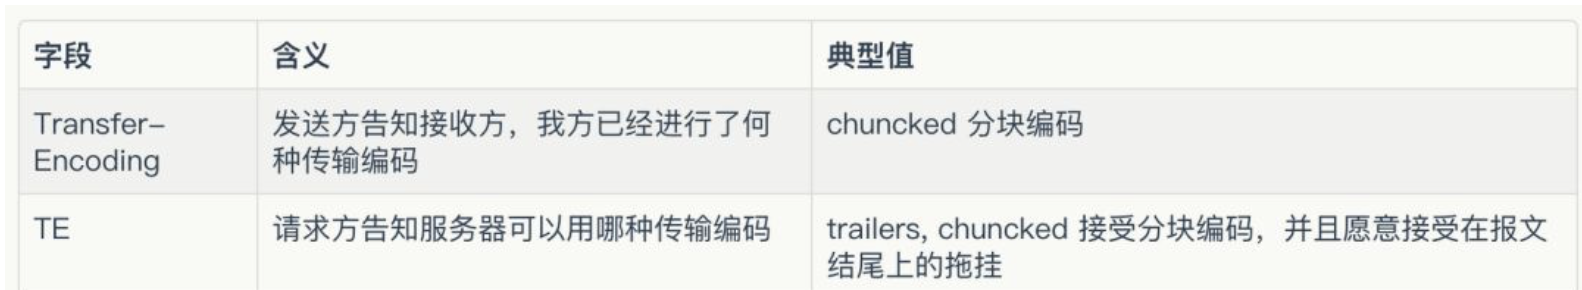 字段 含义 典型值
Transfer- 发送方告知接收方，我方已经进行了何 chuncked 分块编码
Encoding 种传输编码
TE 请求方告知服务器可以用哪种传输编码 trailers, chuncked 接受分块编码，并且愿意接受在报文
结尾上的拖挂